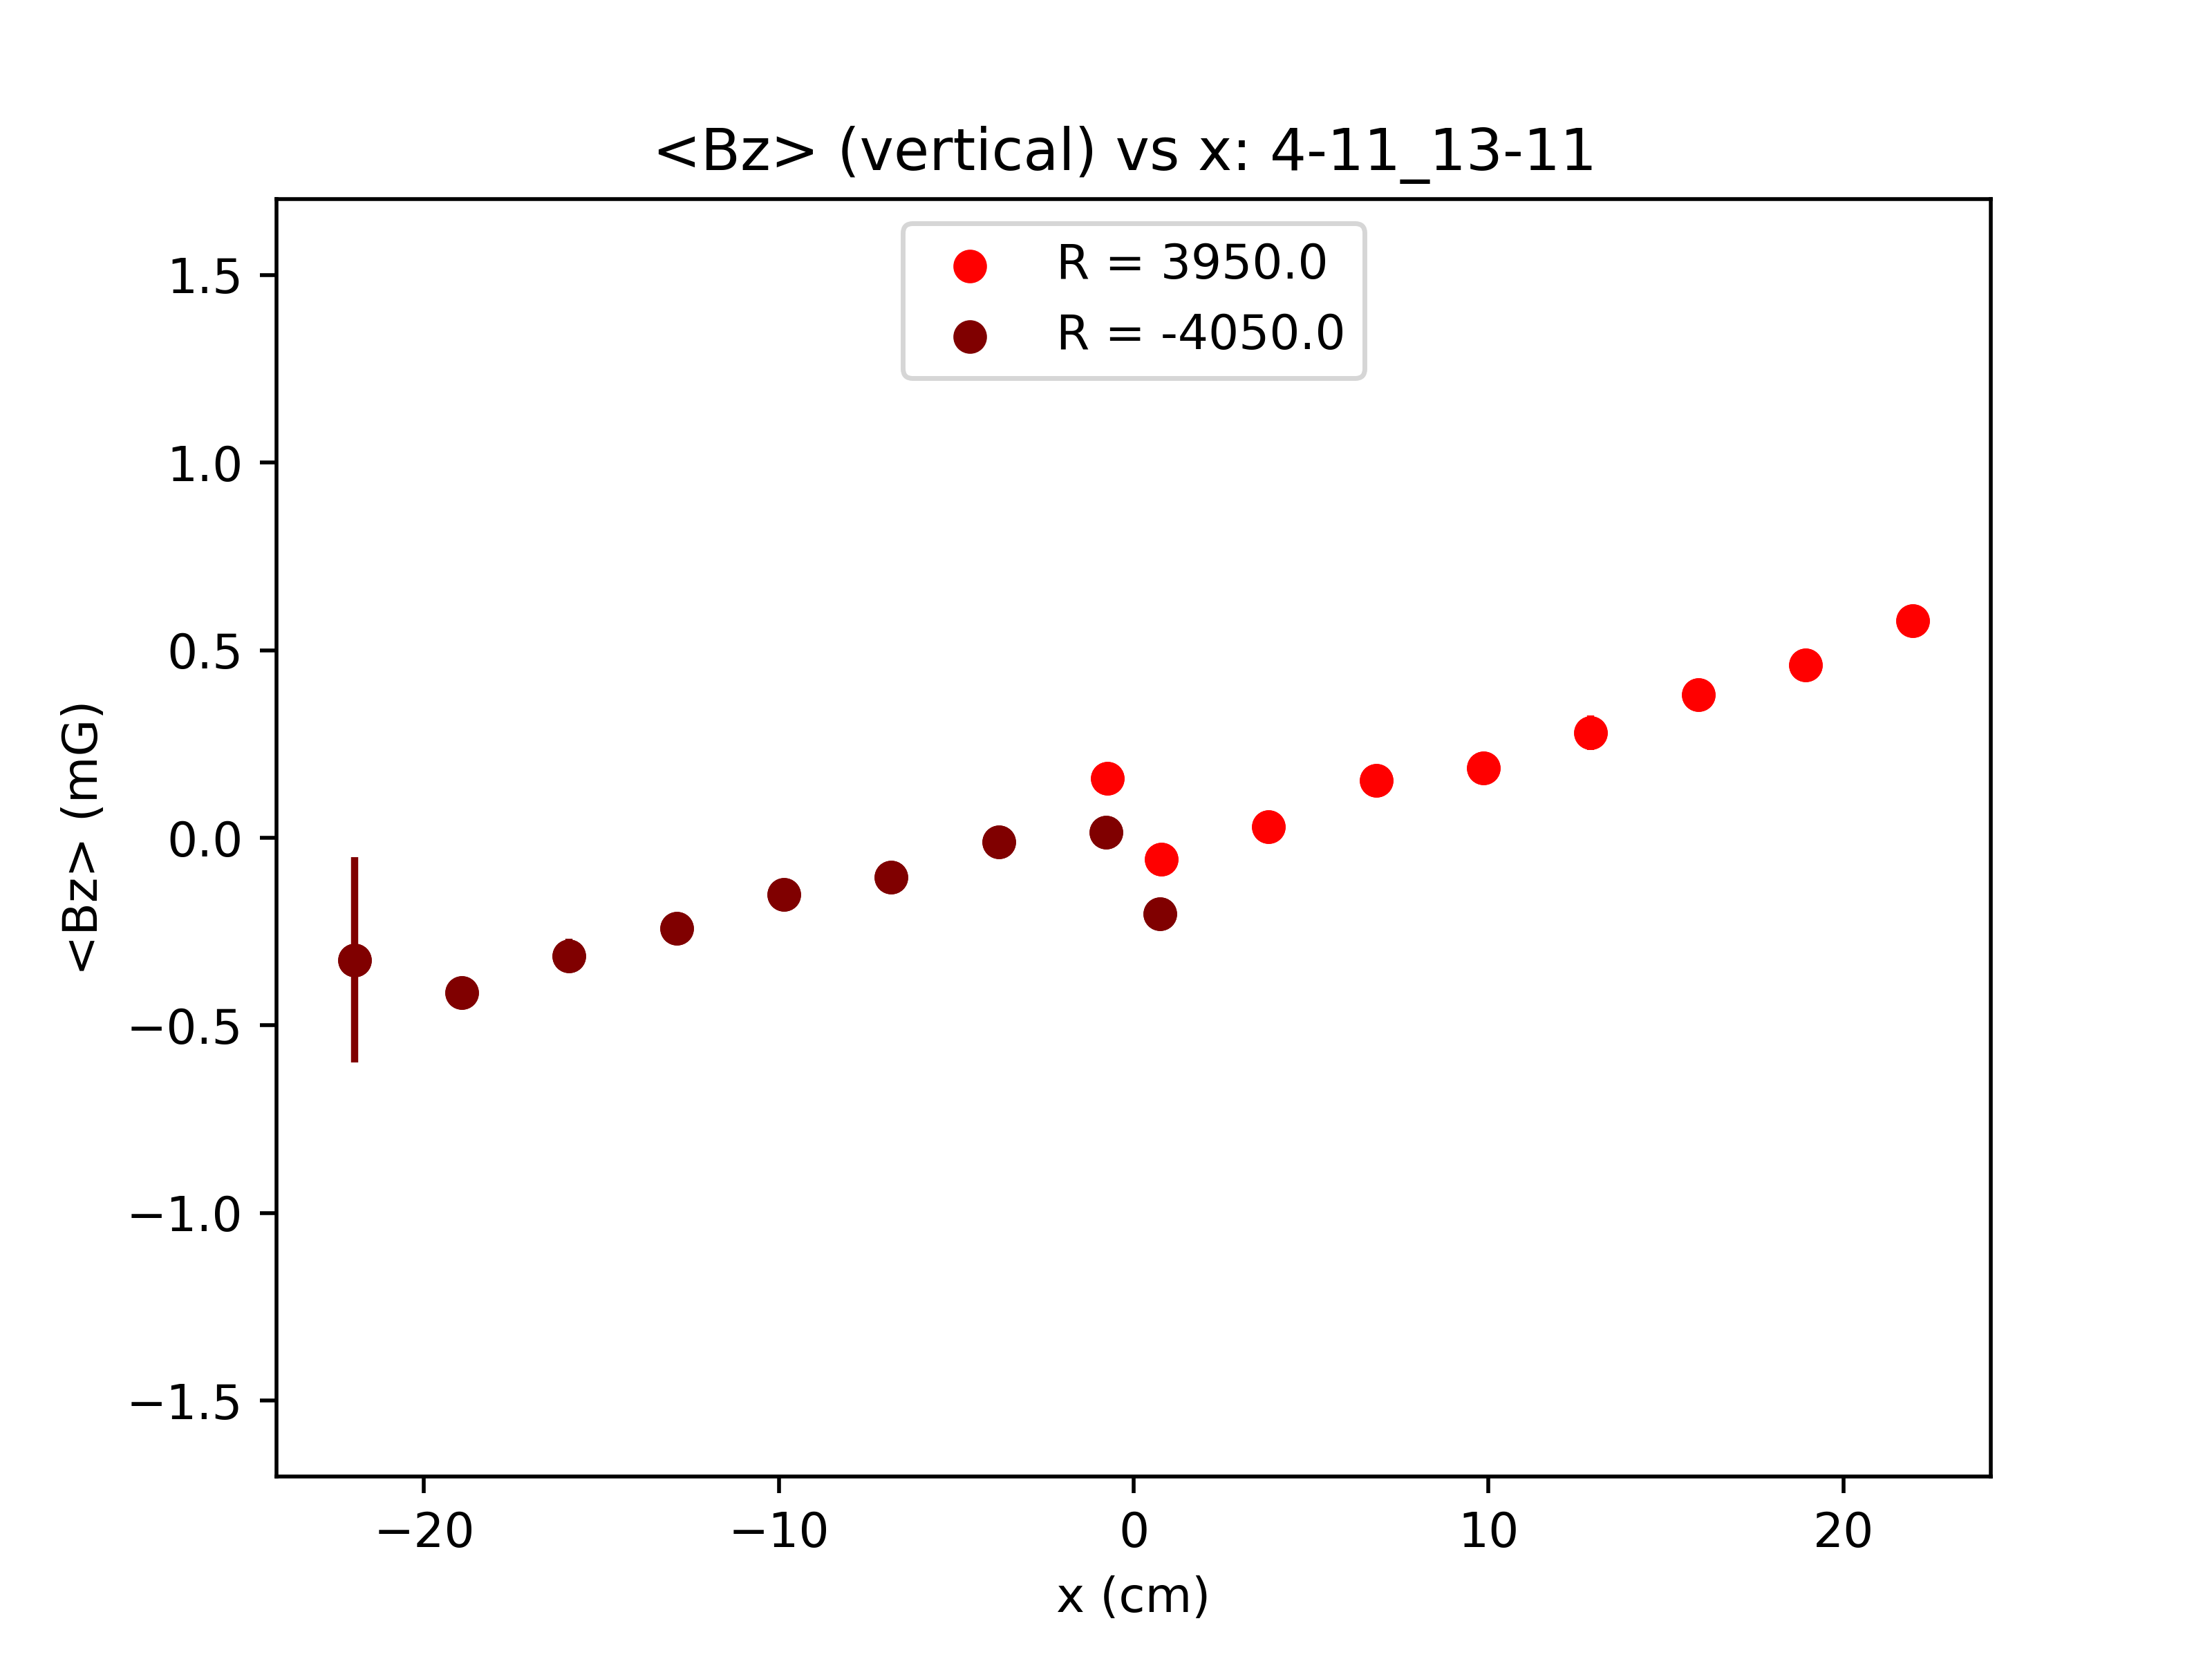 <Bz> (vertical) vs x: 4-11_13-11
R = 3950.0
R = -4050.0
<Bz> (mG)
1.5
1.0
0.5
0.0
−0.5
−1.0
−1.5
−20 −10 0 10 20
x (cm)